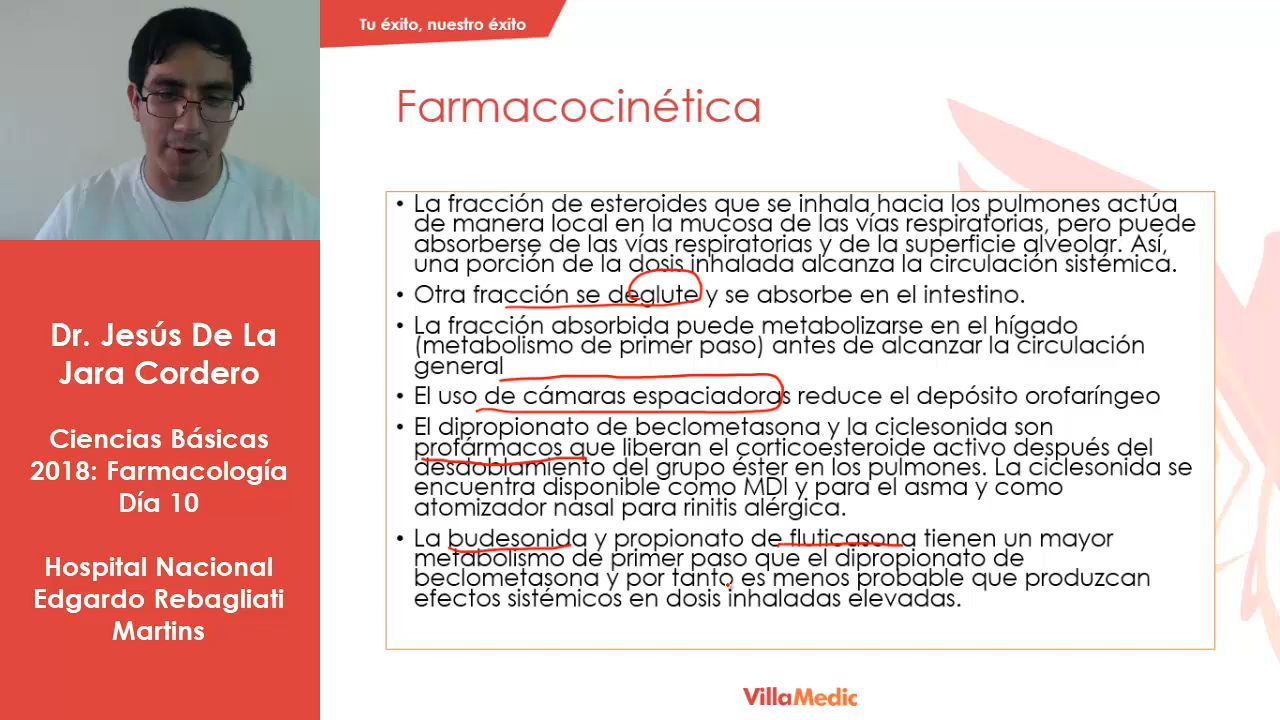 Tu éxito, nuestro éxito
Farmacocinética
• La fracción de esteroides que se inhala hacia los pulmones actúa
de manera local en la mucosa de las vías respiratorias, pero puede
absorberse de las vías respiratorias y de la superficie alveolar. Así,
una porción de la dosis inhalada alcanza la circulación sistémica.
• Otra fracción se deglute y se absorbe en el intestino.
• La fracción absorbida puede metabolizarse en el hígado
(metabolismo de primer paso) antes de alcanzar la circulación
general
• El uso de cámaras espaciadoras reduce el depósito orofaríngeo
• El dipropionato de beclometasona y la ciclesonida son
profármacos que liberan el corticoesteroide activo después del
desdoblamiento del grupo éster en los pulmones. La ciclesonida se
encuentra disponible como MDI y para el asma y como
atomizador nasal para rinitis alérgica.
• La budesonida y propionato de fluticasona tienen un mayor
metabolismo de primer paso que el dipropionato de
beclometasona y por tanto es menos probable que produzcan
efectos sistémicos en dosis inhaladas elevadas.
Dr. Jesús De La
Jara Cordero
Ciencias Básicas
2018: Farmacología
Día 10
Hospital Nacional
Edgardo Rebagliati
Martins
VillaMedic